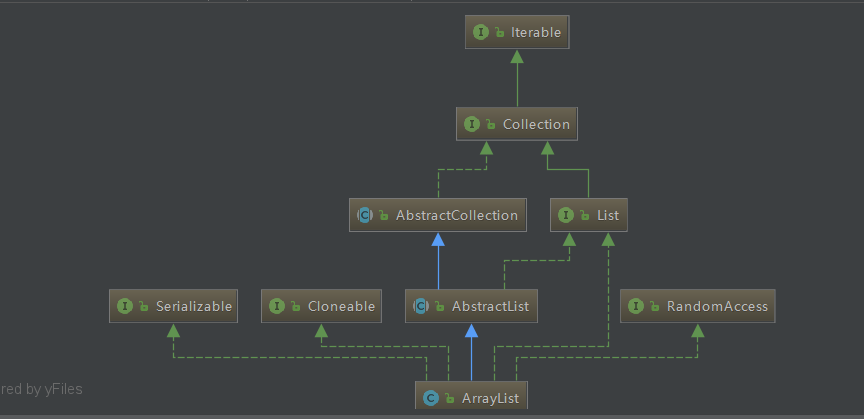 I Iterable
I Collection
C AbstractCollection
I List
I Serializable
I Cloneable
C AbstractList
I RandomAccess
C ArrayList
red by yFiles